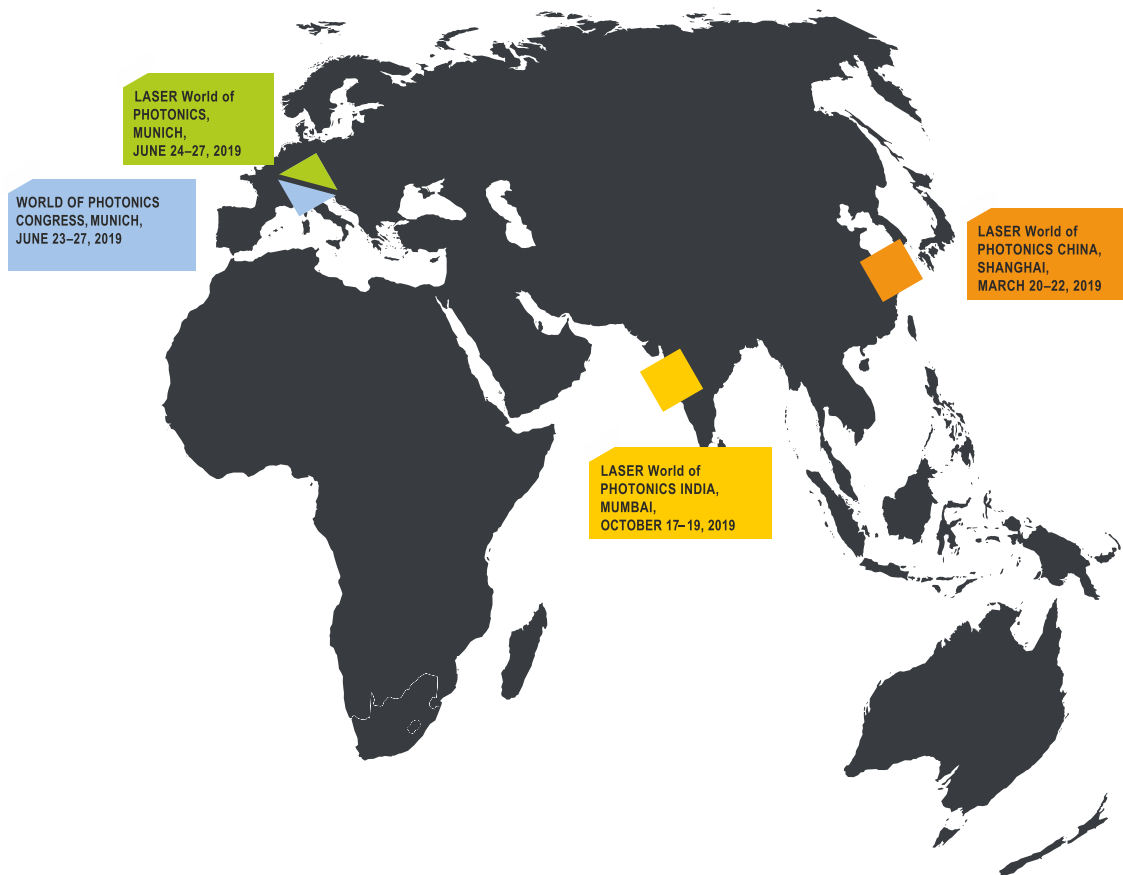 LASER World of
PHOTONICS,
MUNICH,
JUNE 24–27, 2019
WORLD OF PHOTONICS
CONGRESS, MUNICH,
JUNE 23–27, 2019
LASER World of
PHOTONICS CHINA,
SHANGHAI,
MARCH 20–22, 2019
LASER World of
PHOTONICS INDIA,
MUMBAI,
OCTOBER 17–19, 2019